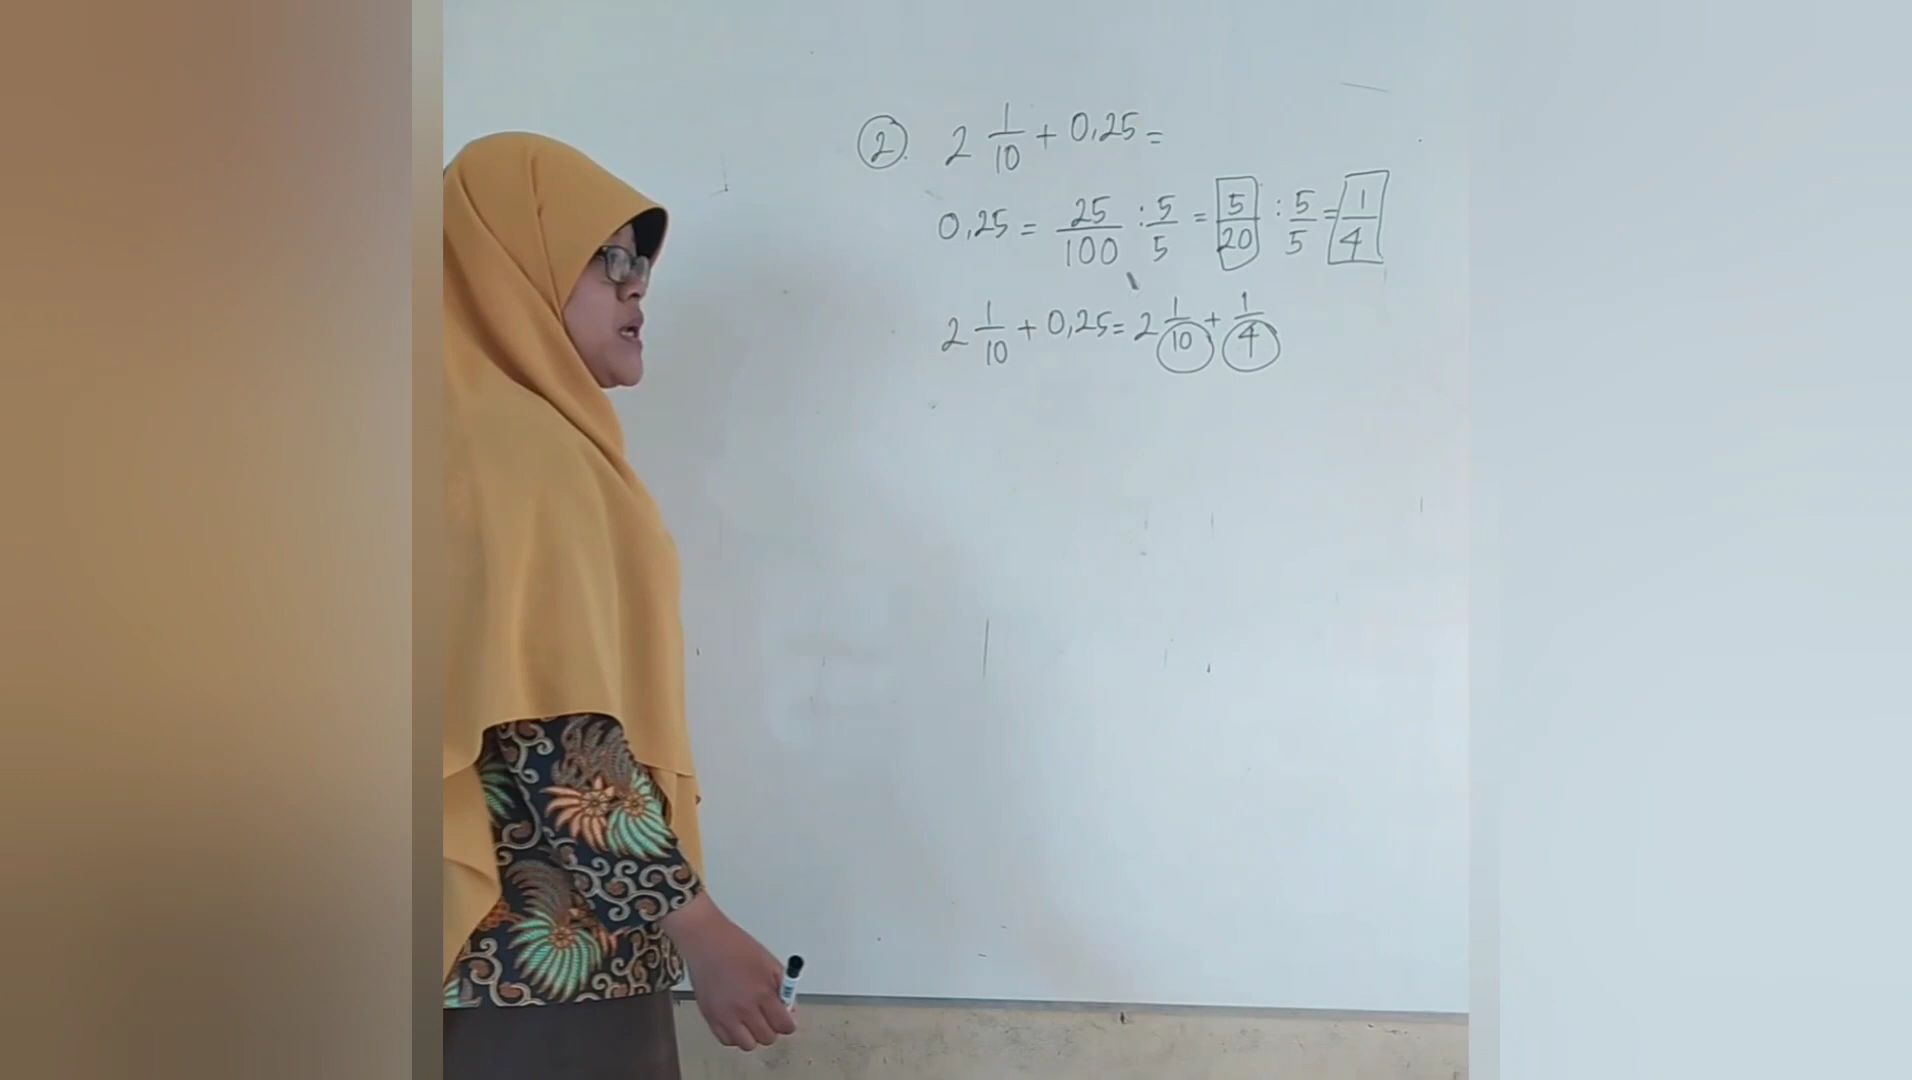 2. 2 1/10 + 0,25 =
0,25 = 25/100 : 5/5 = 5/20 : 5/5 = 1/4
2 1/10 + 0,25 = 2 1/10 + 1/4